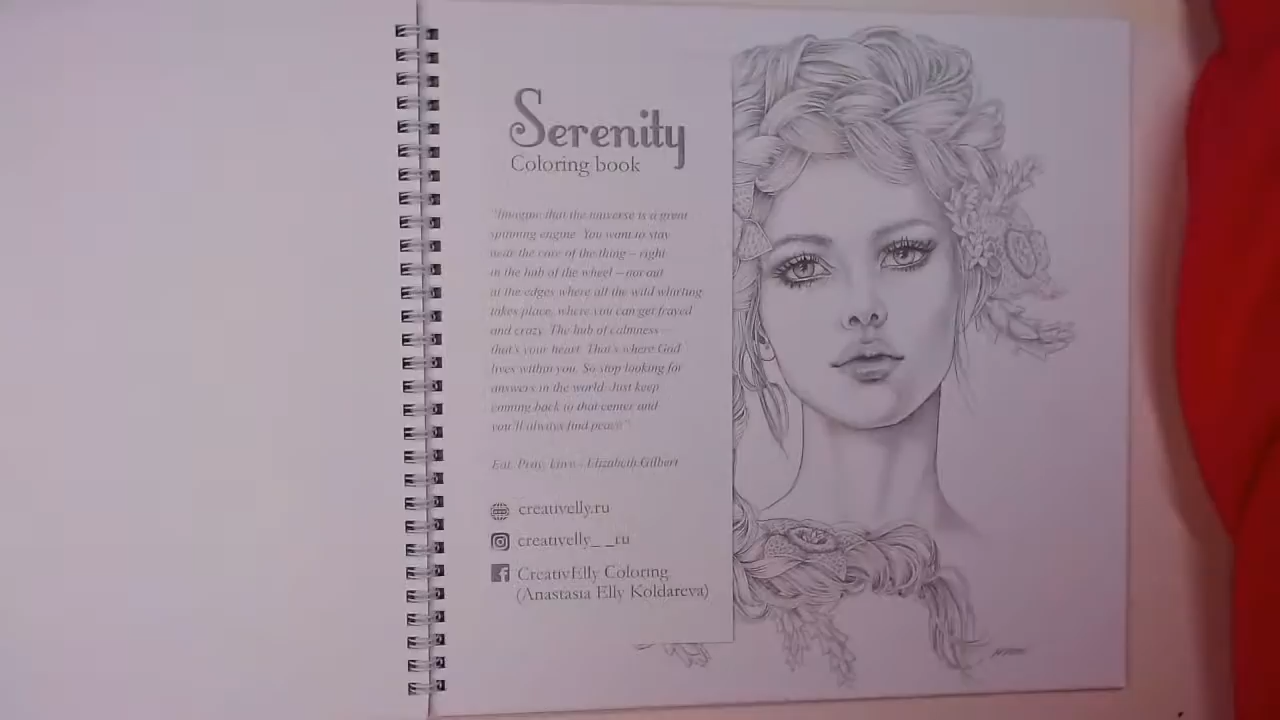 Serenity
Coloring book
"Imagine that the universe is a great
spinning engine. You want to stay
near the core of the thing – right
in the hub of the wheel – not out
at the edges where all the wild whirling
takes place, where you can get frayed
and crazy. The hub of calmness –
that's your heart. That's where God
lives within you. So stop looking for
answers in the world. Just keep
coming back to that center and
you'll always find peace."
Eat, Pray, Love - Elizabeth Gilbert
creativelly.ru
creativelly_ _ru
CreativElly Coloring
(Anastasia Elly Koldareva)